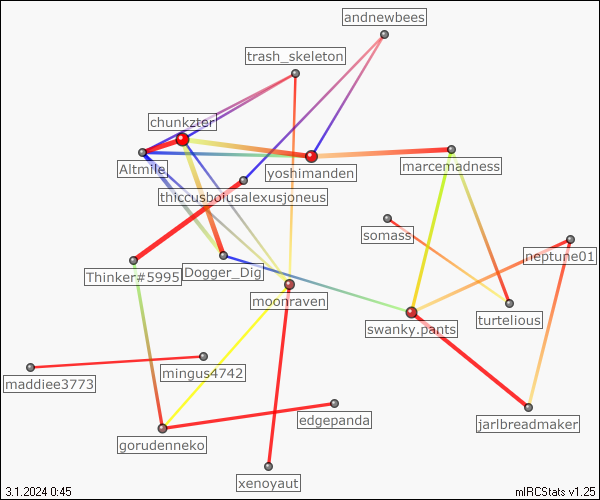 andnewbees
trash_skeleton
chunkzter
Altmile
yoshimanden
marcemadness
thiccusbofusalexusjoneus
somass
neptune01
Thinker#5995
Dogger_Dig
moonraven
swanky.pants
turtelious
maddiee3773
mingus4742
edgepanda
jarlbreadmaker
gorudenneko
xenoyaut
3.1.2024 0:45
mIRCStats v1.25